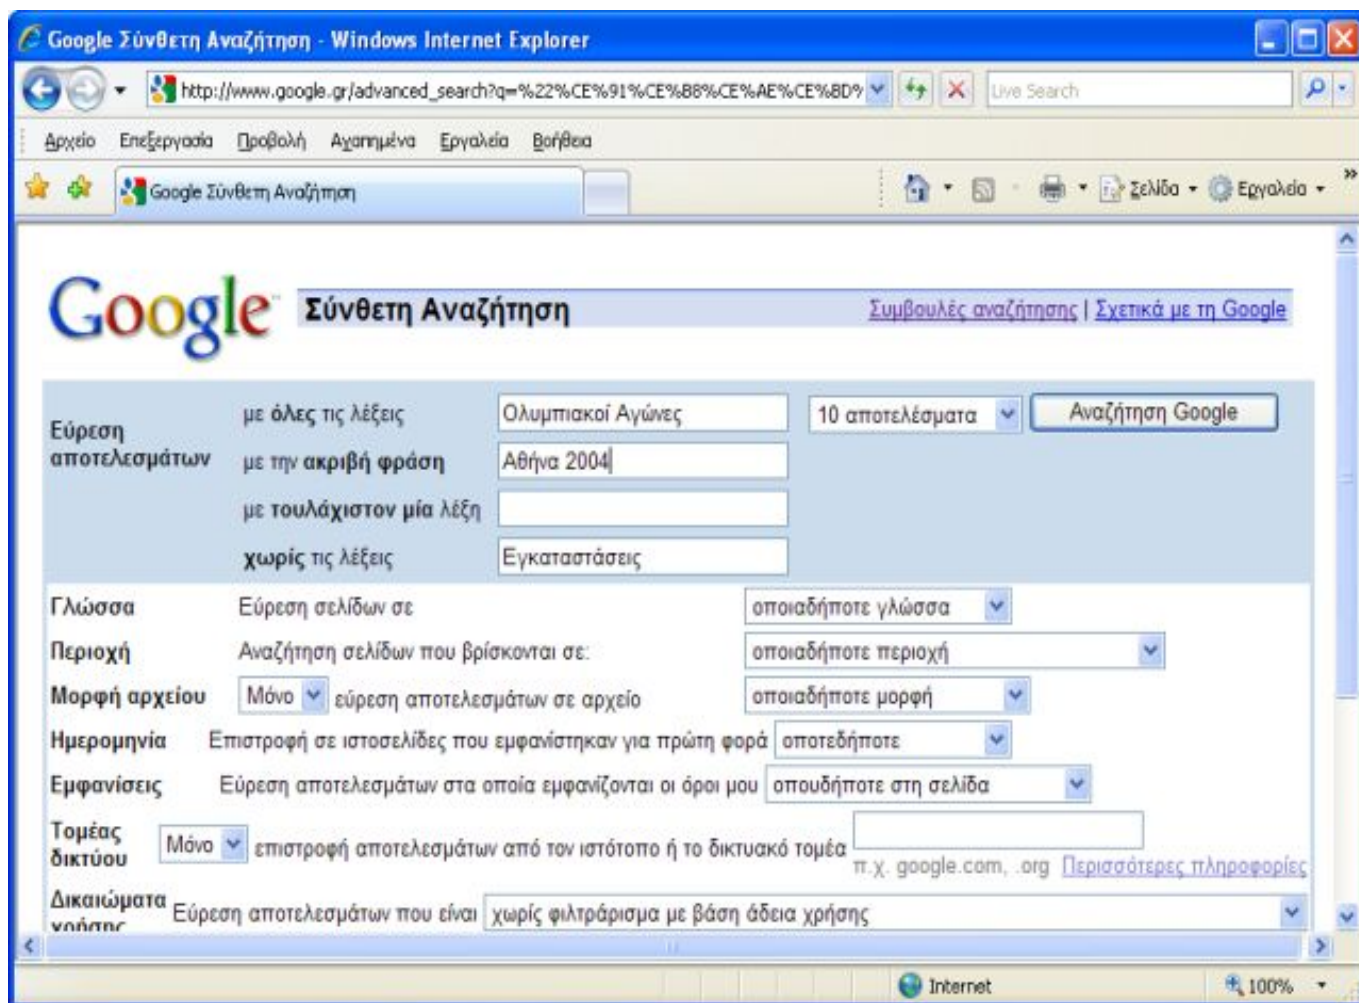 Google Σύνθετη Αναζήτηση - Windows Internet Explorer
http://www.google.gr/advanced_search?q=%22%CE%91%CE%B8%CE%AE%CE%BD% Live Search
Αρχείο Επεξεργασία Προβολή Αγαπημένα Εργαλεία Βοήθεια
Google Σύνθετη Αναζήτηση Σελίδα Εργαλεία »
Google™ Σύνθετη Αναζήτηση Συμβουλές αναζήτησης | Σχετικά με τη Google
Εύρεση αποτελεσμάτων
με όλες τις λέξεις Ολυμπιακοί Αγώνες 10 αποτελέσματα Αναζήτηση Google
με την ακριβή φράση Αθήνα 2004
με τουλάχιστον μία λέξη
χωρίς τις λέξεις Εγκαταστάσεις
Γλώσσα Εύρεση σελίδων σε οποιαδήποτε γλώσσα
Περιοχή Αναζήτηση σελίδων που βρίσκονται σε: οποιαδήποτε περιοχή
Μορφή αρχείου Μόνο εύρεση αποτελεσμάτων σε αρχείο οποιαδήποτε μορφή
Ημερομηνία Επιστροφή σε ιστοσελίδες που εμφανίστηκαν για πρώτη φορά οποτεδήποτε
Εμφανίσεις Εύρεση αποτελεσμάτων στα οποία εμφανίζονται οι όροι μου οπουδήποτε στη σελίδα
Τομέας δικτύου Μόνο επιστροφή αποτελεσμάτων από τον ιστότοπο ή το δικτυακό τομέα
π.χ. google.com, .org Περισσότερες πληροφορίες
Δικαιώματα χρήσης Εύρεση αποτελεσμάτων που είναι χωρίς φιλτράρισμα με βάση άδεια χρήσης
Internet 100%